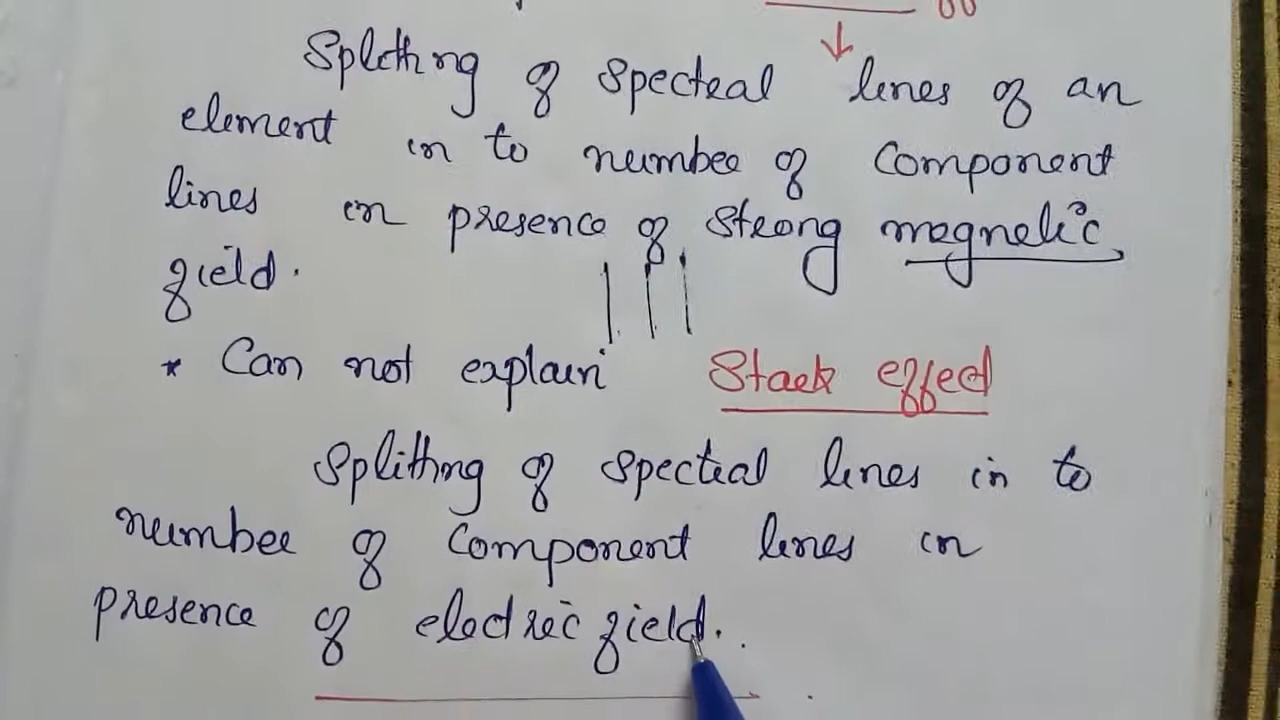 Splitting of spectral lines of an
element in to number of component
lines in presence of strong magnetic
field.
* Can not explain Stark effect
Splitting of spectral lines in to
number of component lines in
presence of electric field.